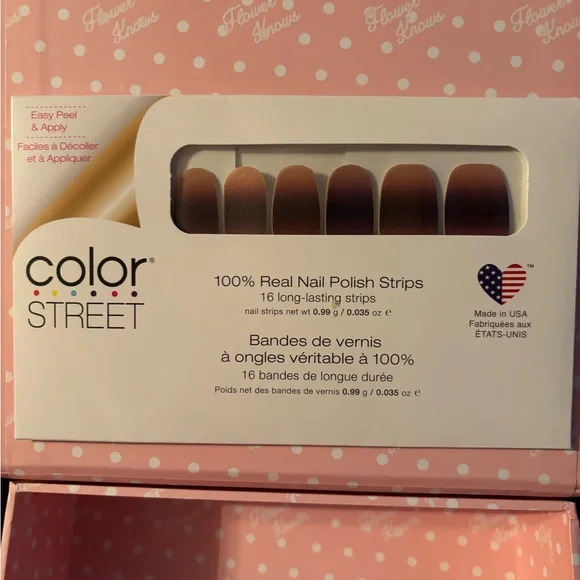 Flower Knows
Flower Knows
Flower Knows
Easy Peel
& Apply
Faciles à Décoller
et à Appliquer
color®
STREET
100% Real Nail Polish Strips
16 long-lasting strips
nail strips net wt 0.99 g / 0.035 oz e
Bandes de vernis
à ongles véritable à 100%
16 bandes de longue durée
Poids net des bandes de vernis 0.99 g / 0.035 oz e
™
Made in USA
Fabriquées aux
ÉTATS-UNIS